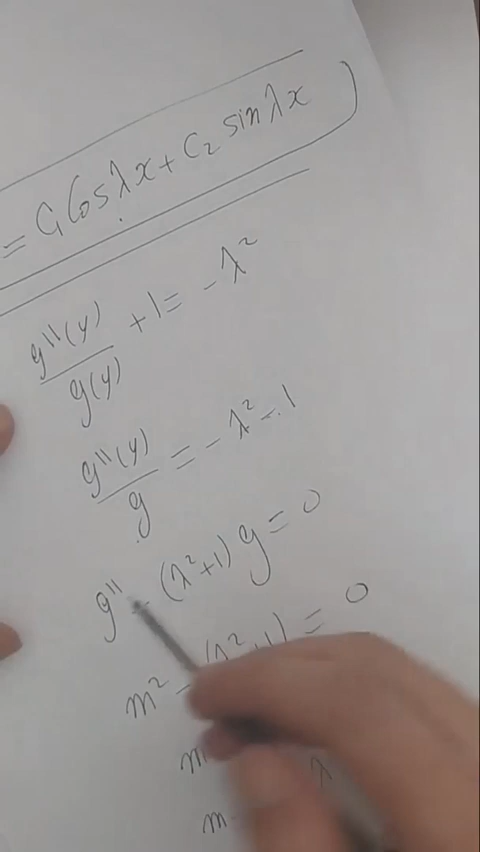 = C₁ Cos λx + C₂ sin λx
g''(y)/g(y) + 1 = -λ²
g''(y)/g = -λ² - 1
g'' - (λ²+1) g = 0
m² - (λ²+1) = 0
m
λ
m